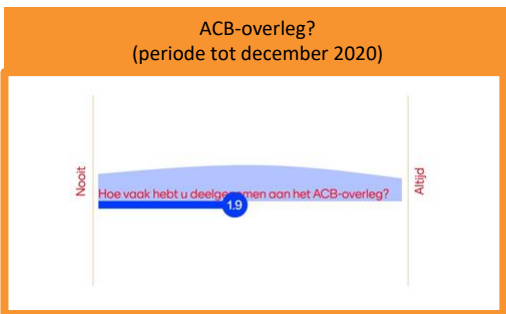 ACB-overleg?
(periode tot december 2020)
Nooit
Hoe vaak hebt u deelgenomen aan het ACB-overleg?
1.9
Altijd